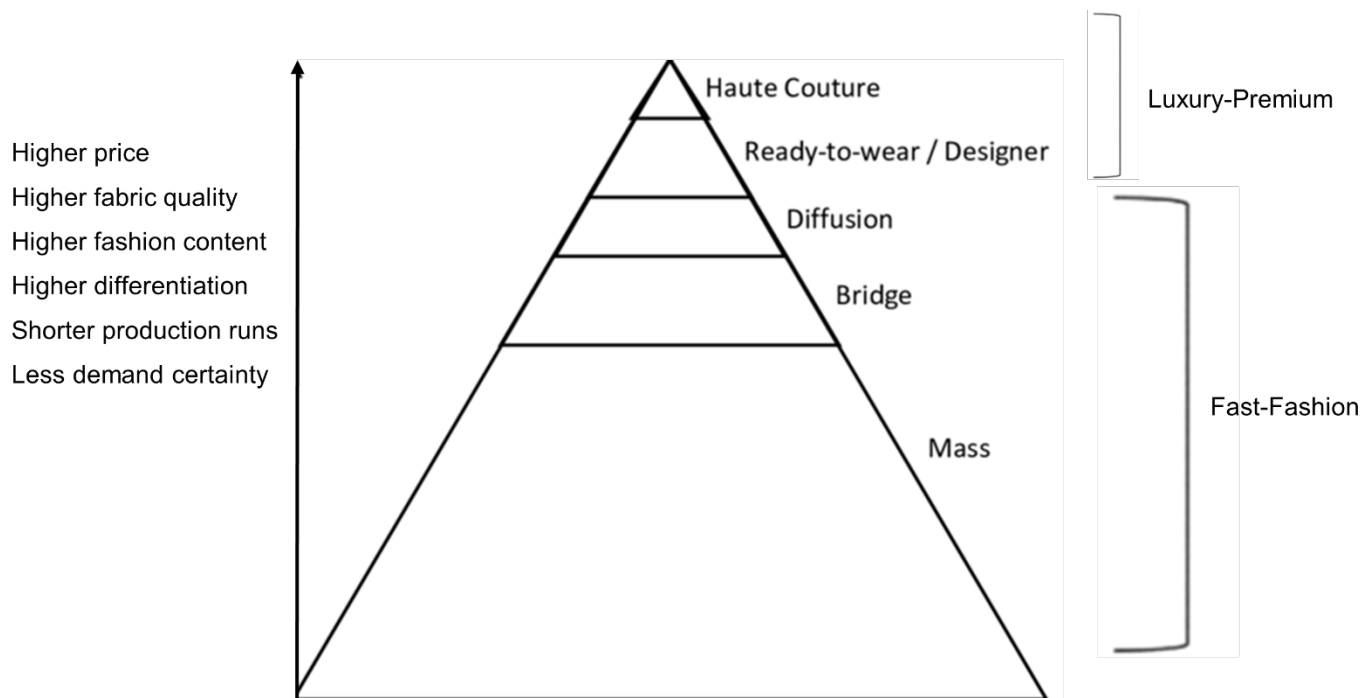 Haute Couture
Luxury-Premium
Higher price
Ready-to-wear / Designer
Higher fabric quality
Diffusion
Higher fashion content
Higher differentiation
Bridge
Shorter production runs
Less demand certainty
Fast-Fashion
Mass